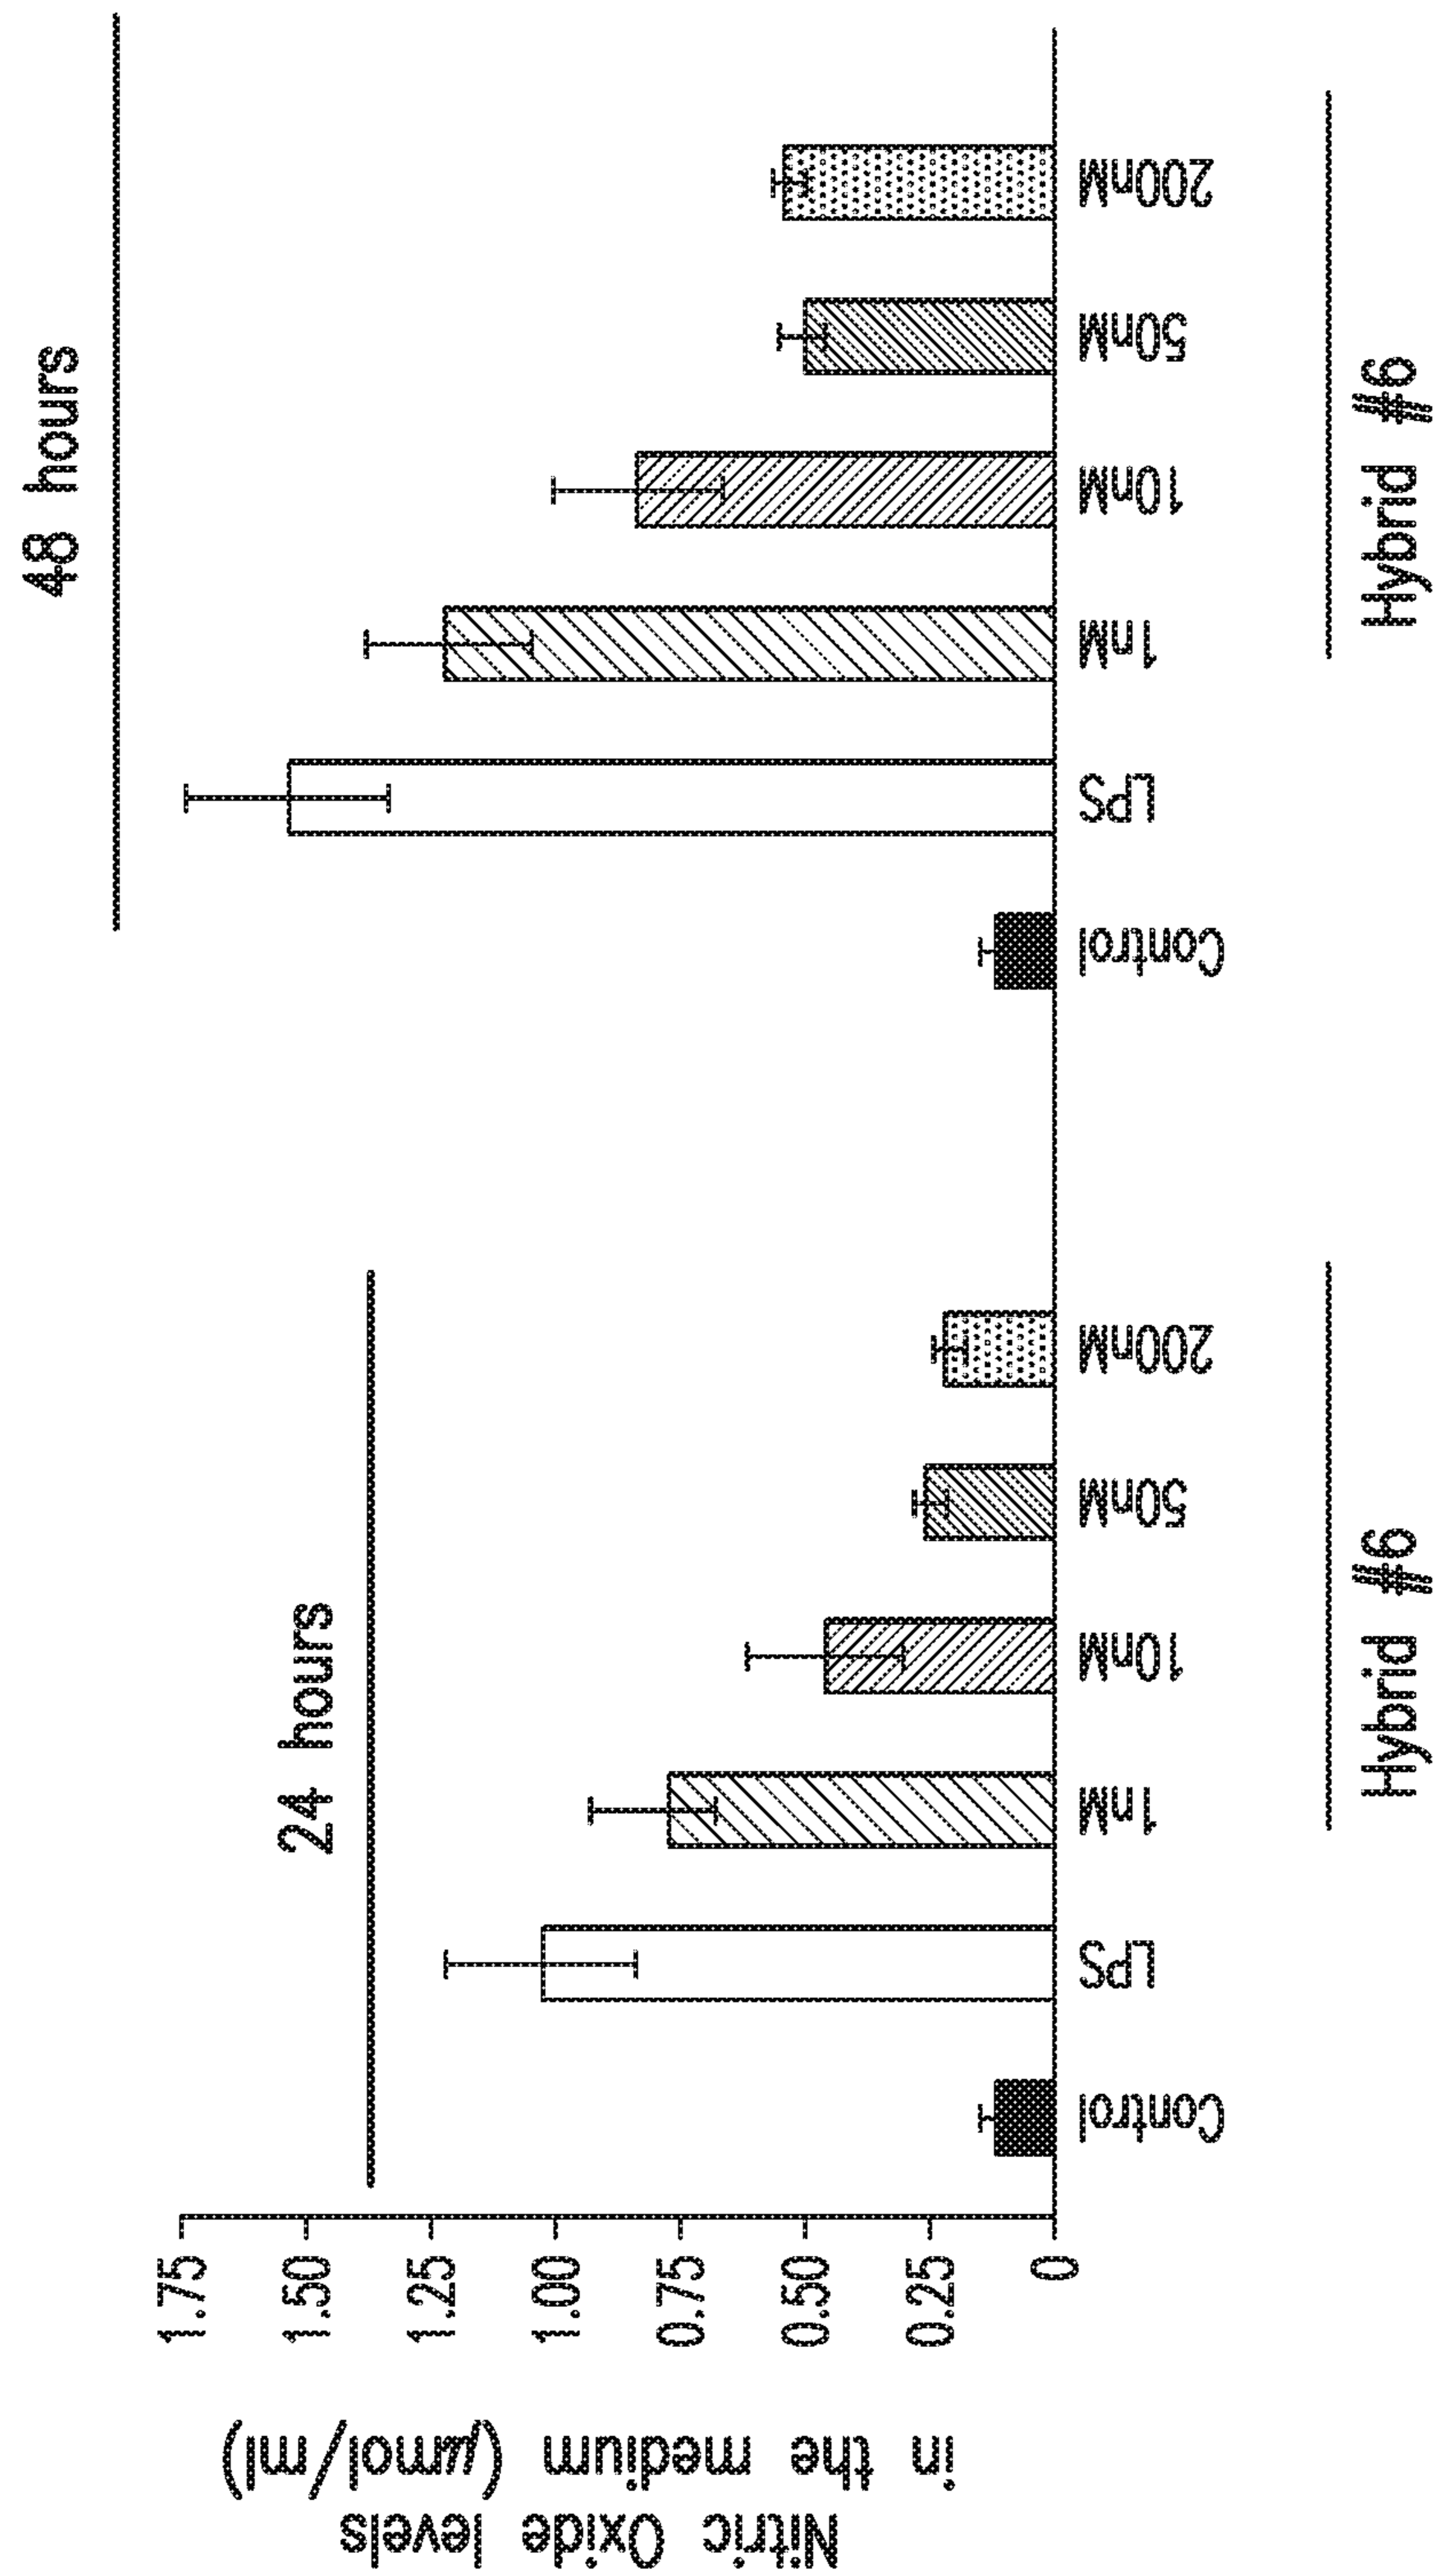 Nitric Oxide levels
in the medium (μmol/ml)
1.75
1.50
1.25
1.00
0.75
0.50
0.25
0
24 hours
48 hours
Control
LPS
1nM
10nM
50nM
200nM
Control
LPS
1nM
10nM
50nM
200nM
Hybrid #6
Hybrid #6